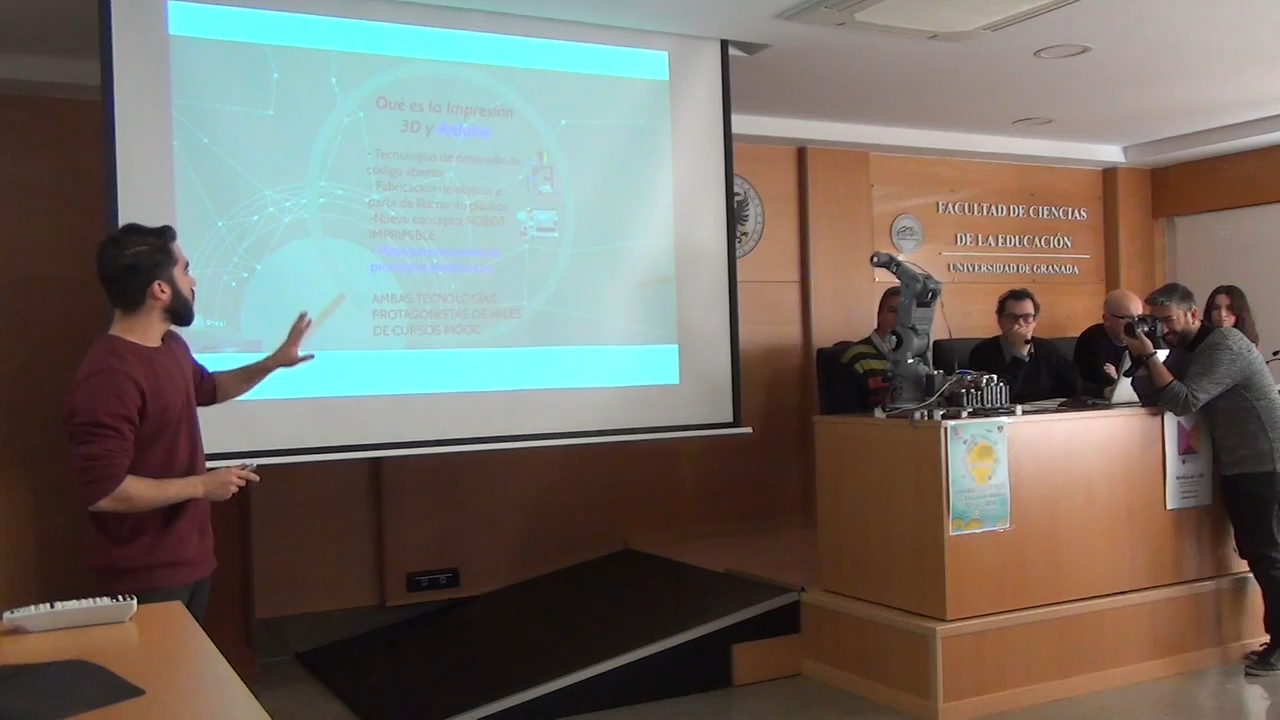 Qué es la Impresión
3D y Arduino
- Tecnologías de desarrollo de
código abierto
- Fabricación de objetos a
partir de filamento plástico
- Nuevo concepto: ROBOT
IMPRIMIBLE
AMBAS TECNOLOGÍAS
PROTAGONISTAS DE MILES
DE CURSOS MOOC
FACULTAD DE CIENCIAS
DE LA EDUCACIÓN
UNIVERSIDAD DE GRANADA